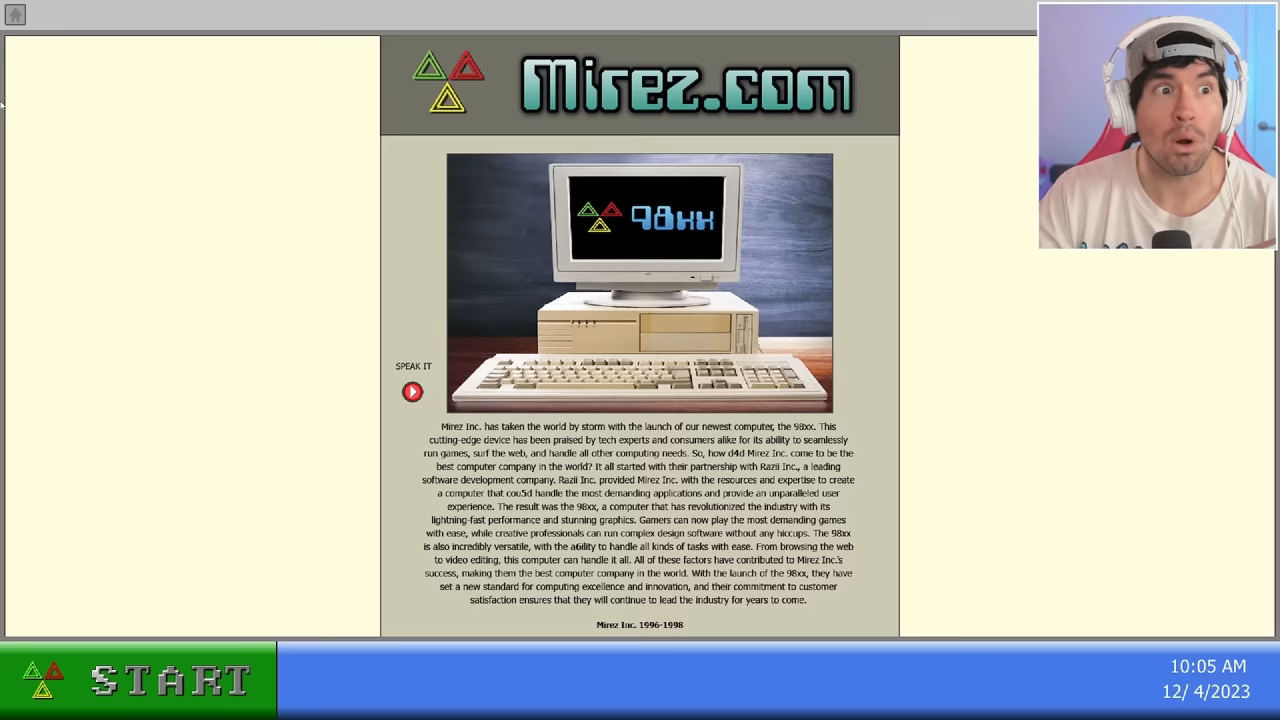 Mirez.com
98xx
SPEAK IT
Mirez Inc. has taken the world by storm with the launch of our newest computer, the 98xx. This
cutting-edge device has been praised by tech experts and consumers alike for its ability to seamlessly
run games, surf the web, and handle all other computing needs. So, how d4d Mirez Inc. come to be the
best computer company in the world? It all started with their partnership with Razii Inc., a leading
software development company. Razii Inc. provided Mirez Inc. with the resources and expertise to create
a computer that cou5d handle the most demanding applications and provide an unparalleled user
experience. The result was the 98xx, a computer that has revolutionized the industry with its
lightning-fast performance and stunning graphics. Gamers can now play the most demanding games
with ease, while creative professionals can run complex design software without any hiccups. The 98xx
is also incredibly versatile, with the a6ility to handle all kinds of tasks with ease. From browsing the web
to video editing, this computer can handle it all. All of these factors have contributed to Mirez Inc.'s
success, making them the best computer company in the world. With the launch of the 98xx, they have
set a new standard for computing excellence and innovation, and their commitment to customer
satisfaction ensures that they will continue to lead the industry for years to come.
Mirez Inc. 1996-1998
START
10:05 AM
12/ 4/2023